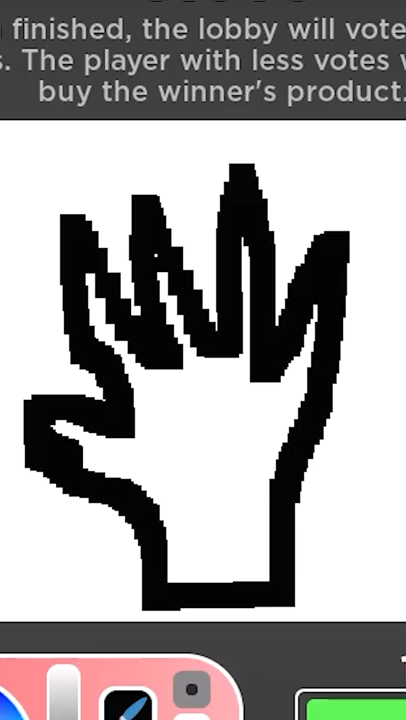 finished, the lobby will vote
s. The player with less votes
buy the winner's product.